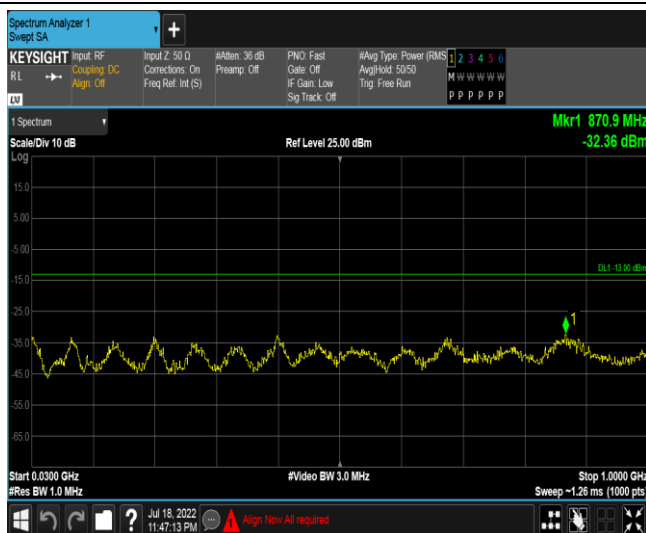 Spectrum Analyzer 1
Swept SA
+
KEYSIGHT
RL
LXI
Input: RF
Coupling: DC
Align: Off
Input Z: 50 Ω
Corrections: On
Freq Ref: Int (S)
#Atten: 36 dB
Preamp: Off
PNO: Fast
Gate: Off
IF Gain: Low
Sig Track: Off
#Avg Type: Power (RMS
Avg|Hold: 50/50
Trig: Free Run
1 2 3 4 5 6
M W W W W W
P P P P P P
1 Spectrum
Mkr1 870.9 MHz
Scale/Div 10 dB
Ref Level 25.00 dBm
-32.36 dBm
Log
15.0
5.00
-5.00
DL1 -13.00 dBm
-15.0
-25.0
1
-35.0
-45.0
-55.0
-65.0
Start 0.0300 GHz
#Video BW 3.0 MHz
Stop 1.0000 GHz
#Res BW 1.0 MHz
Sweep ~1.26 ms (1000 pts)
?
Jul 18, 2022
11:47:13 PM
Align Now All required